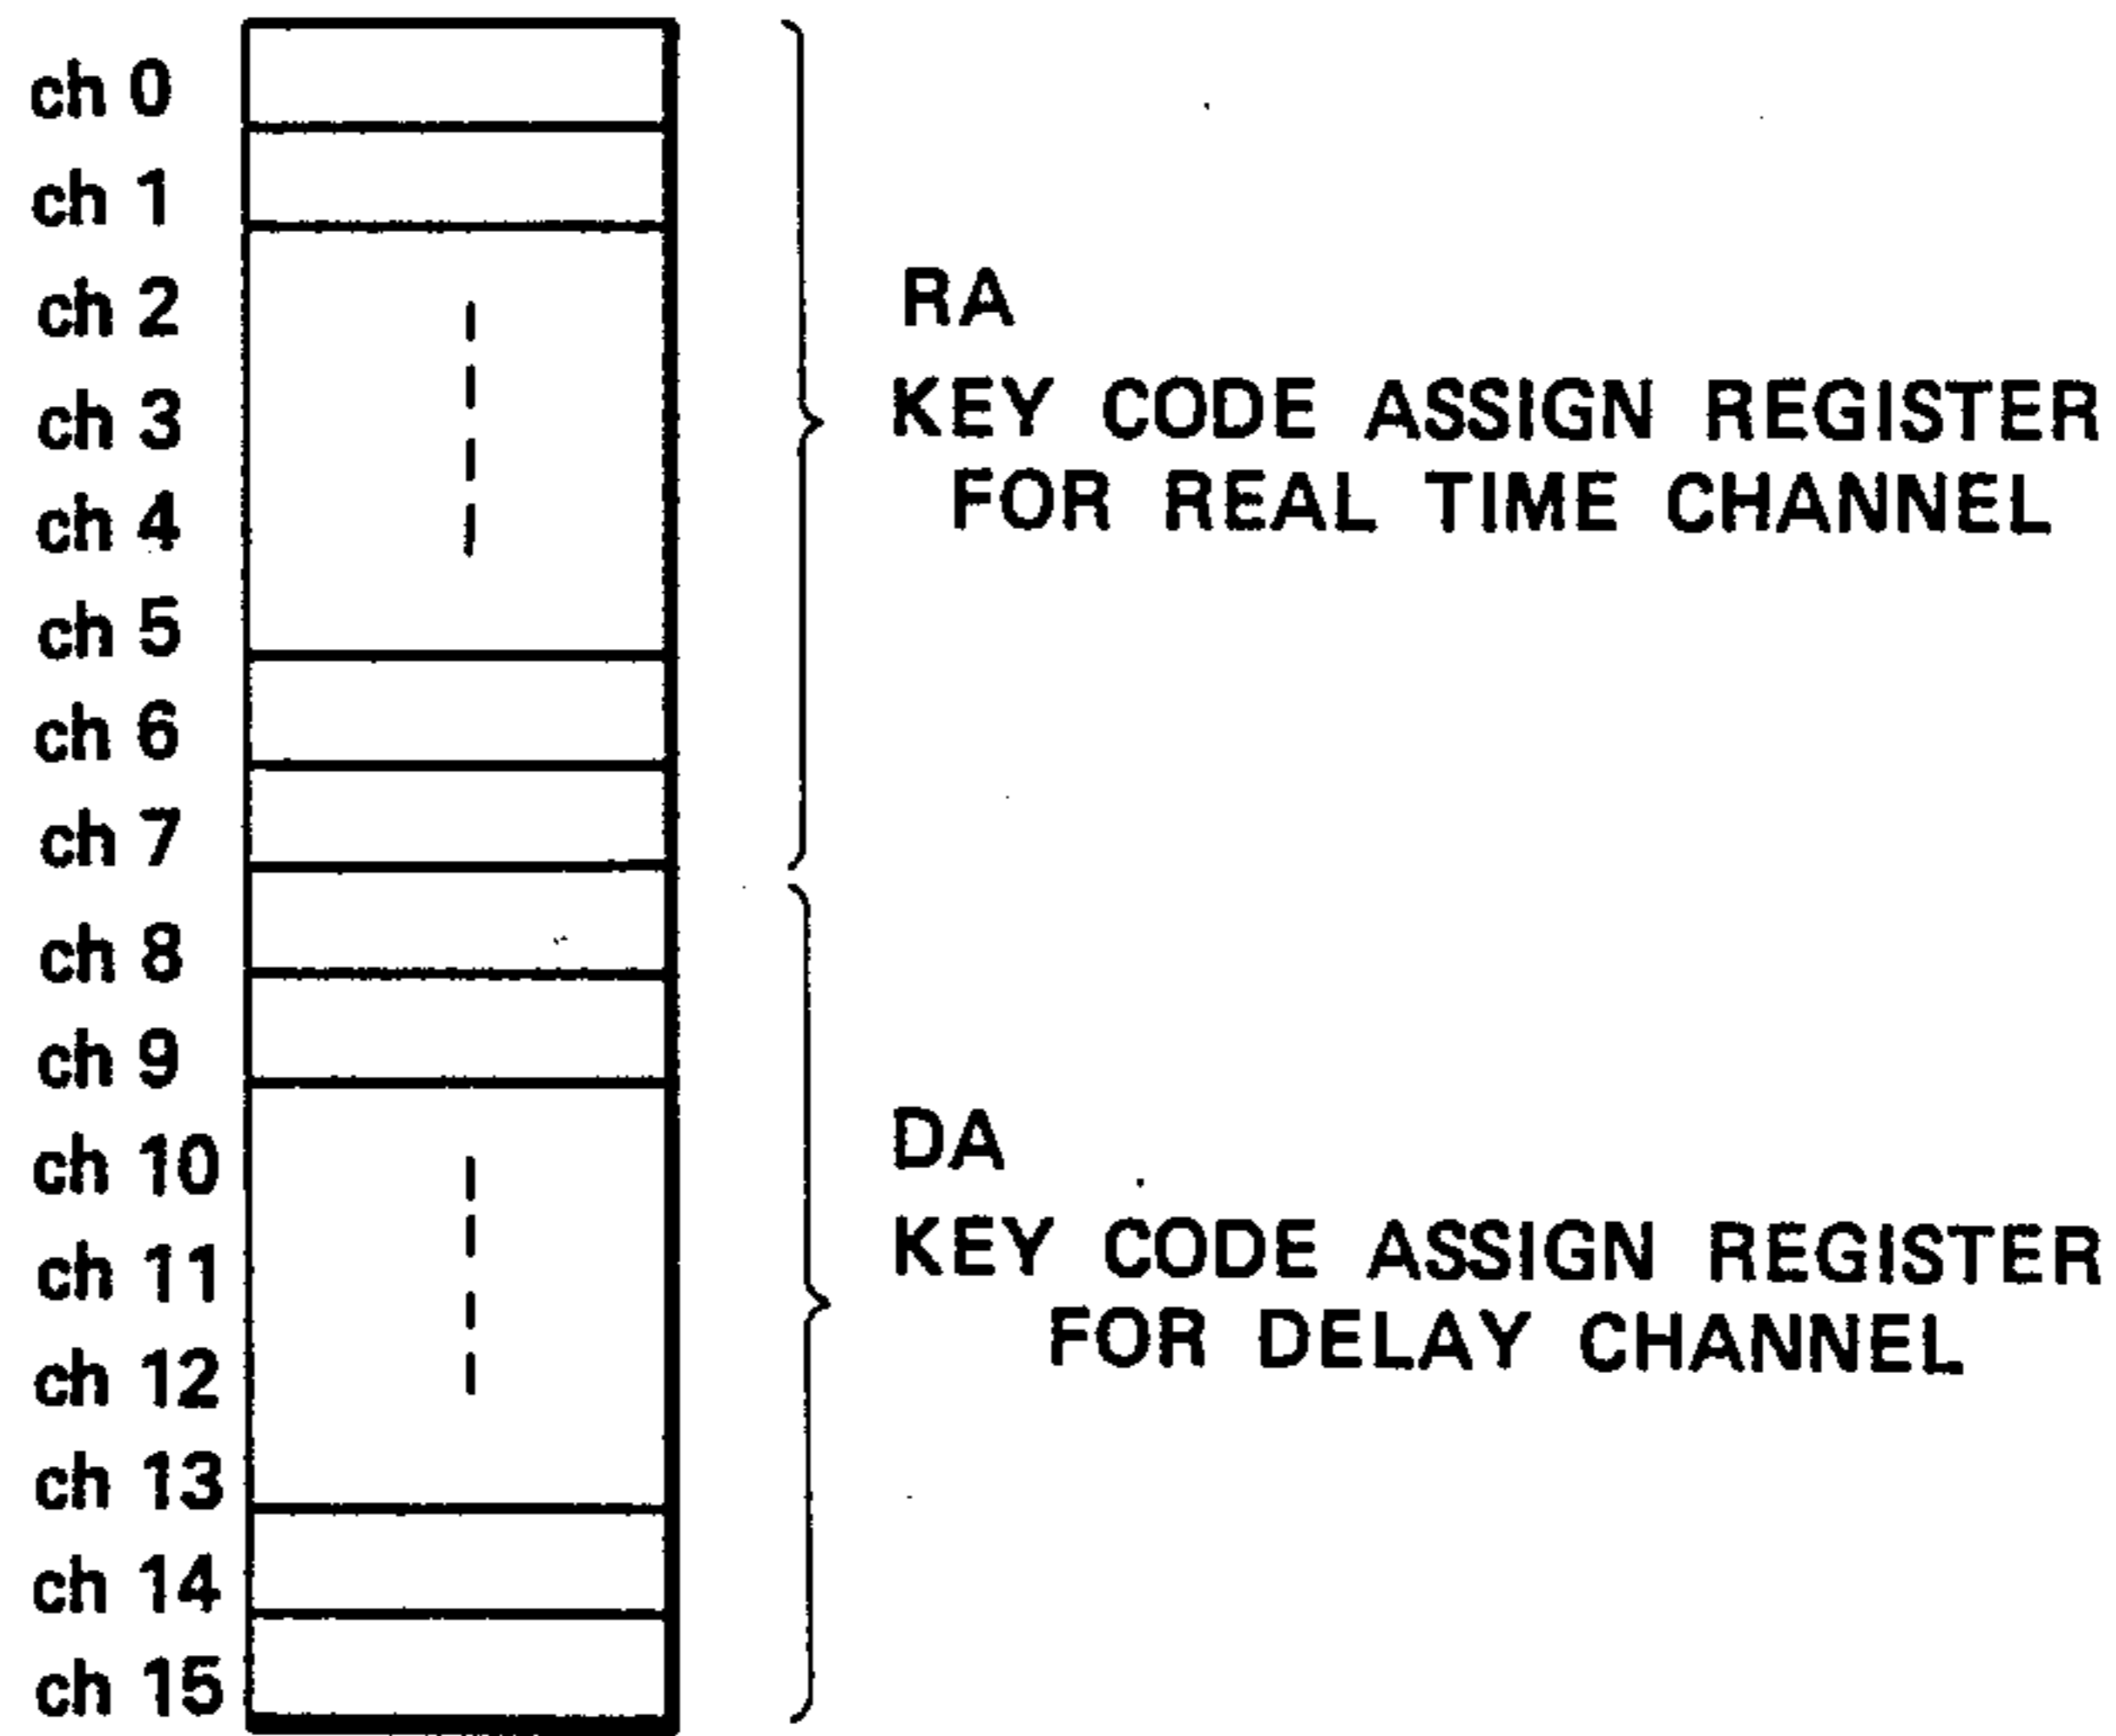 ch 0
ch 1
ch 2
ch 3
ch 4
ch 5
ch 6
ch 7
ch 8
ch 9
ch 10
ch 11
ch 12
ch 13
ch 14
ch 15
RA
KEY CODE ASSIGN REGISTER
FOR REAL TIME CHANNEL
DA
KEY CODE ASSIGN REGISTER
FOR DELAY CHANNEL